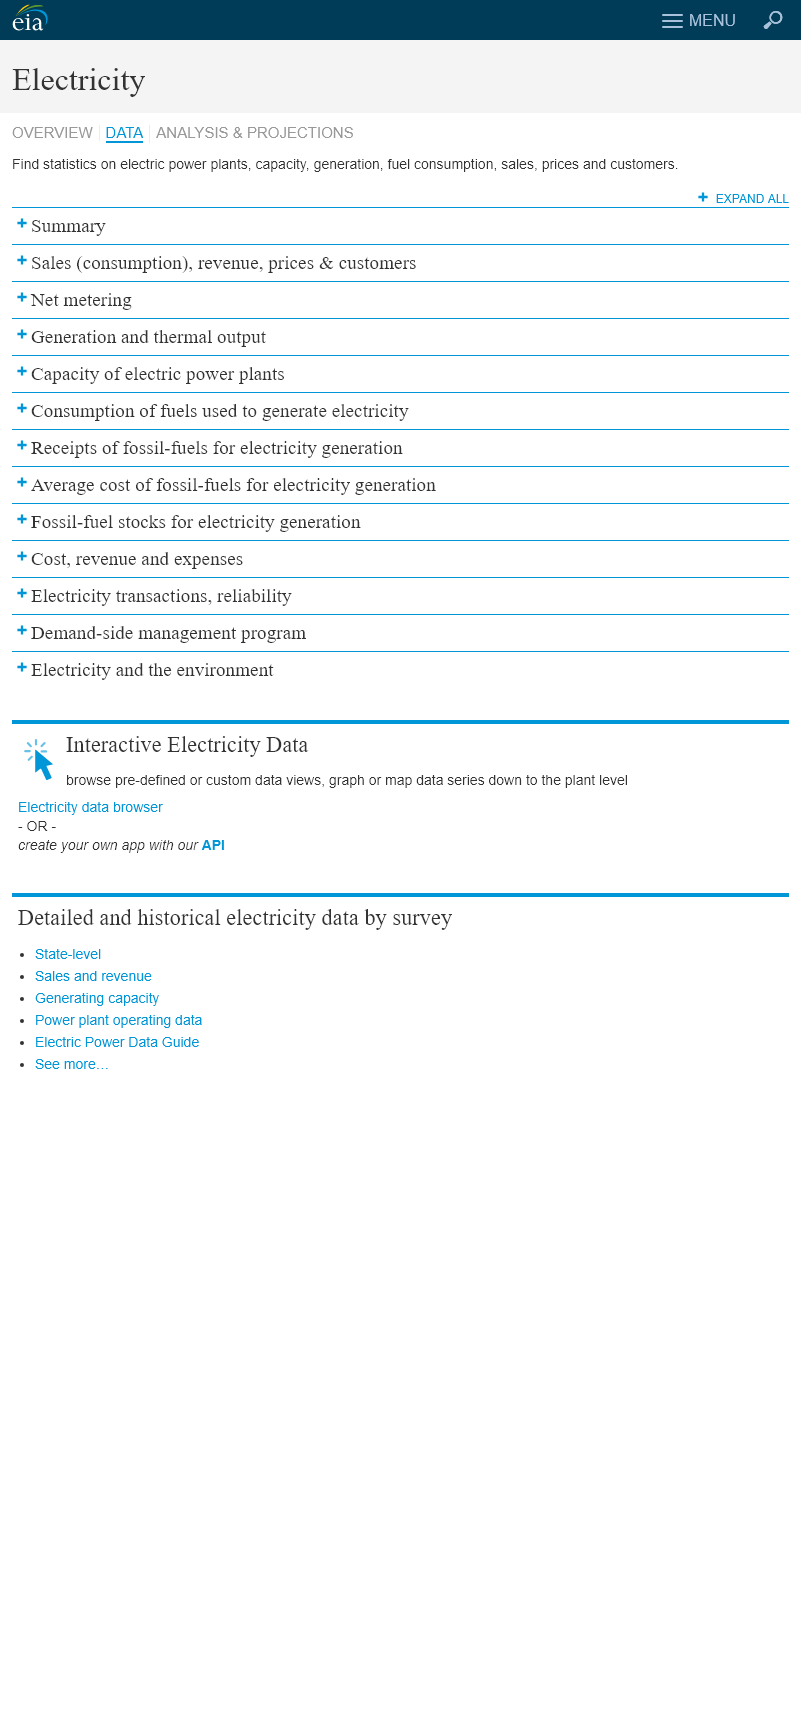 eia
MENU
Electricity
OVERVIEW
DATA
ANALYSIS & PROJECTIONS
Find statistics on electric power plants, capacity, generation, fuel consumption, sales, prices and customers.
+ EXPAND ALL
+ Summary
+ Sales (consumption), revenue, prices & customers
+ Net metering
+ Generation and thermal output
+ Capacity of electric power plants
+ Consumption of fuels used to generate electricity
+ Receipts of fossil-fuels for electricity generation
+ Average cost of fossil-fuels for electricity generation
+ Fossil-fuel stocks for electricity generation
+ Cost, revenue and expenses
+ Electricity transactions, reliability
+ Demand-side management program
+ Electricity and the environment
Interactive Electricity Data
browse pre-defined or custom data views, graph or map data series down to the plant level
Electricity data browser
- OR -
create your own app with our API
Detailed and historical electricity data by survey
• State-level
• Sales and revenue
• Generating capacity
• Power plant operating data
• Electric Power Data Guide
• See more…